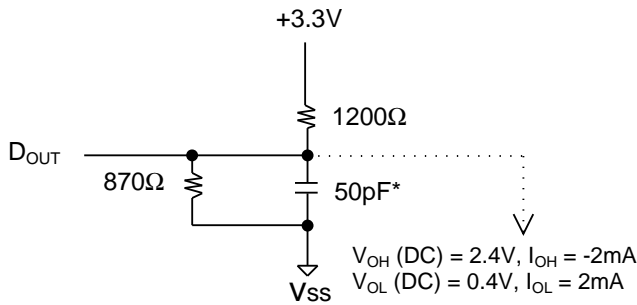 +3.3V
1200Ω
DOUT
870Ω
50pF*
VOH (DC) = 2.4V, IOH = -2mA
VOL (DC) = 0.4V, IOL = 2mA
Vss